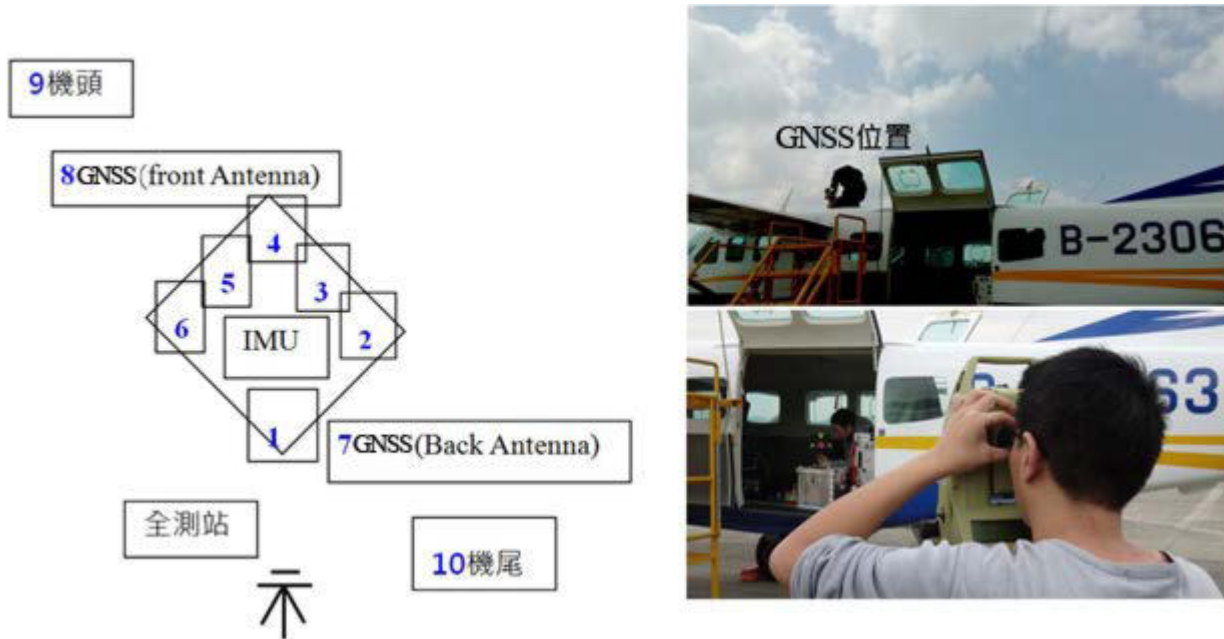 9機頭
8GNSS(front Antenna)
4
5
3
6
2
IMU
1
7GNSS(Back Antenna)
全測站
10機尾
GNSS位置
B-2306
63